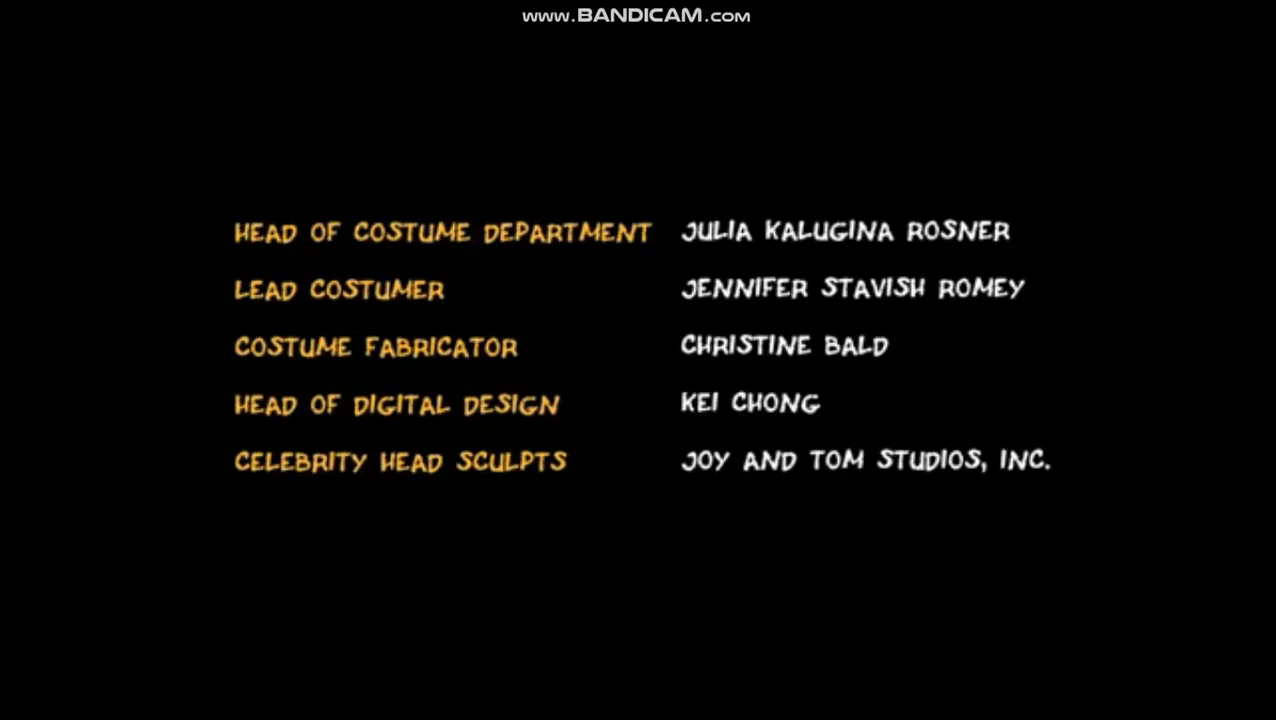 www.BANDICAM.com
HEAD OF COSTUME DEPARTMENT JULIA KALUGINA ROSNER
LEAD COSTUMER JENNIFER STAVISH ROMEY
COSTUME FABRICATOR CHRISTINE BALD
HEAD OF DIGITAL DESIGN KEI CHONG
CELEBRITY HEAD SCULPTS JOY AND TOM STUDIOS, INC.